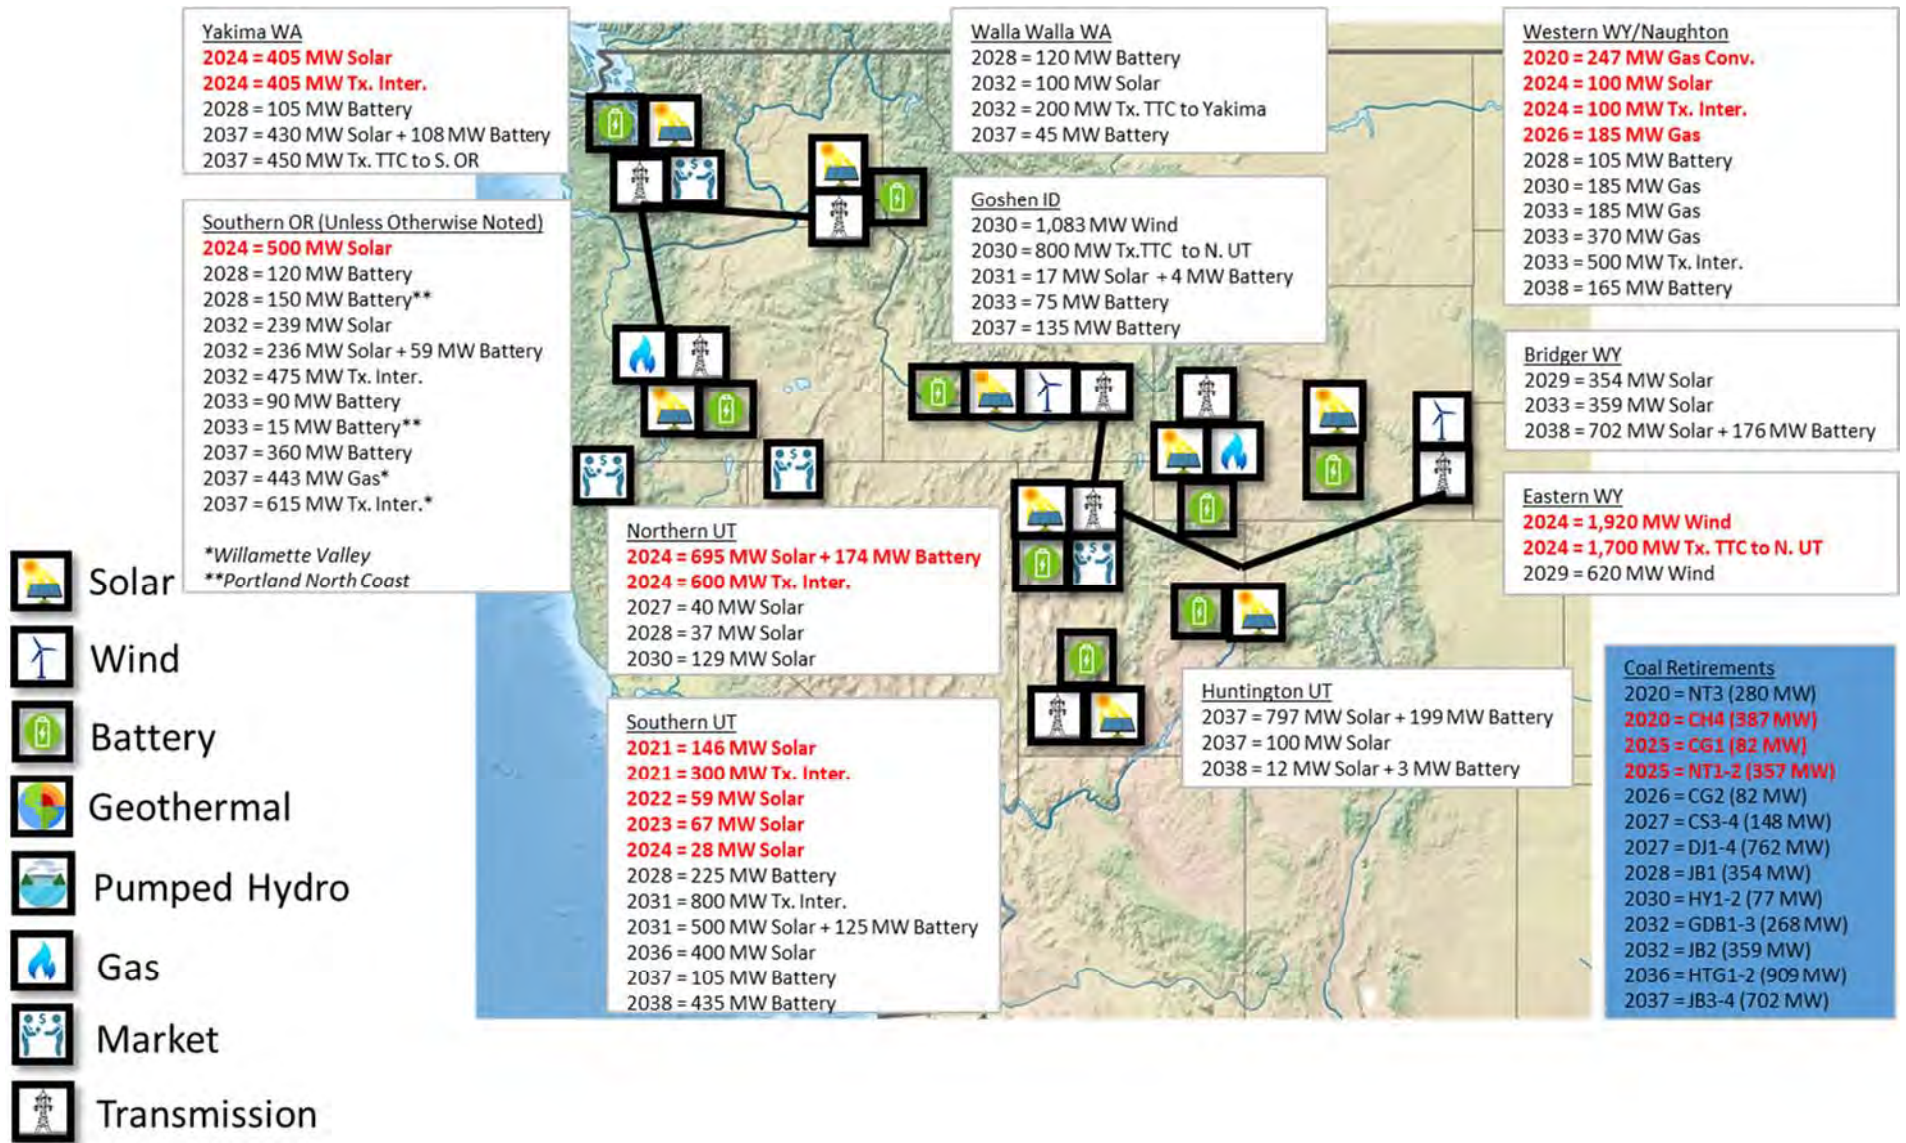 Yakima WA
2024 = 405 MW Solar
2024 = 405 MW Tx. Inter.
2028 = 105 MW Battery
2037 = 430 MW Solar + 108 MW Battery
2037 = 450 MW Tx. TTC to S. OR
Walla Walla WA
2028 = 120 MW Battery
2032 = 100 MW Solar
2032 = 200 MW Tx. TTC to Yakima
2037 = 45 MW Battery
Western WY/Naughton
2020 = 247 MW Gas Conv.
2024 = 100 MW Solar
2024 = 100 MW Tx. Inter.
2026 = 185 MW Gas
2028 = 105 MW Battery
2030 = 185 MW Gas
2033 = 185 MW Gas
2033 = 370 MW Gas
2033 = 500 MW Tx. Inter.
2038 = 165 MW Battery
Southern OR (Unless Otherwise Noted)
2024 = 500 MW Solar
2028 = 120 MW Battery
2028 = 150 MW Battery**
2032 = 239 MW Solar
2032 = 236 MW Solar + 59 MW Battery
2032 = 475 MW Tx. Inter.
2033 = 90 MW Battery
2033 = 15 MW Battery**
2037 = 360 MW Battery
2037 = 443 MW Gas*
2037 = 615 MW Tx. Inter.*
*Willamette Valley
**Portland North Coast
Goshen ID
2030 = 1,083 MW Wind
2030 = 800 MW Tx.TTC to N. UT
2031 = 17 MW Solar + 4 MW Battery
2033 = 75 MW Battery
2037 = 135 MW Battery
Bridger WY
2029 = 354 MW Solar
2033 = 359 MW Solar
2038 = 702 MW Solar + 176 MW Battery
Eastern WY
2024 = 1,920 MW Wind
2024 = 1,700 MW Tx. TTC to N. UT
2029 = 620 MW Wind
Northern UT
2024 = 695 MW Solar + 174 MW Battery
2024 = 600 MW Tx. Inter.
2027 = 40 MW Solar
2028 = 37 MW Solar
2030 = 129 MW Solar
Southern UT
2021 = 146 MW Solar
2021 = 300 MW Tx. Inter.
2022 = 59 MW Solar
2023 = 67 MW Solar
2024 = 28 MW Solar
2028 = 225 MW Battery
2031 = 800 MW Tx. Inter.
2031 = 500 MW Solar + 125 MW Battery
2036 = 400 MW Solar
2037 = 105 MW Battery
2038 = 435 MW Battery
Huntington UT
2037 = 797 MW Solar + 199 MW Battery
2037 = 100 MW Solar
2038 = 12 MW Solar + 3 MW Battery
Coal Retirements
2020 = NT3 (280 MW)
2020 = CH4 (387 MW)
2025 = CG1 (82 MW)
2025 = NT1-2 (357 MW)
2026 = CG2 (82 MW)
2027 = CS3-4 (148 MW)
2027 = DJ1-4 (762 MW)
2028 = JB1 (354 MW)
2030 = HY1-2 (77 MW)
2032 = GDB1-3 (268 MW)
2032 = JB2 (359 MW)
2036 = HTG1-2 (909 MW)
2037 = JB3-4 (702 MW)
Solar
Wind
Battery
Geothermal
Pumped Hydro
Gas
Market
Transmission